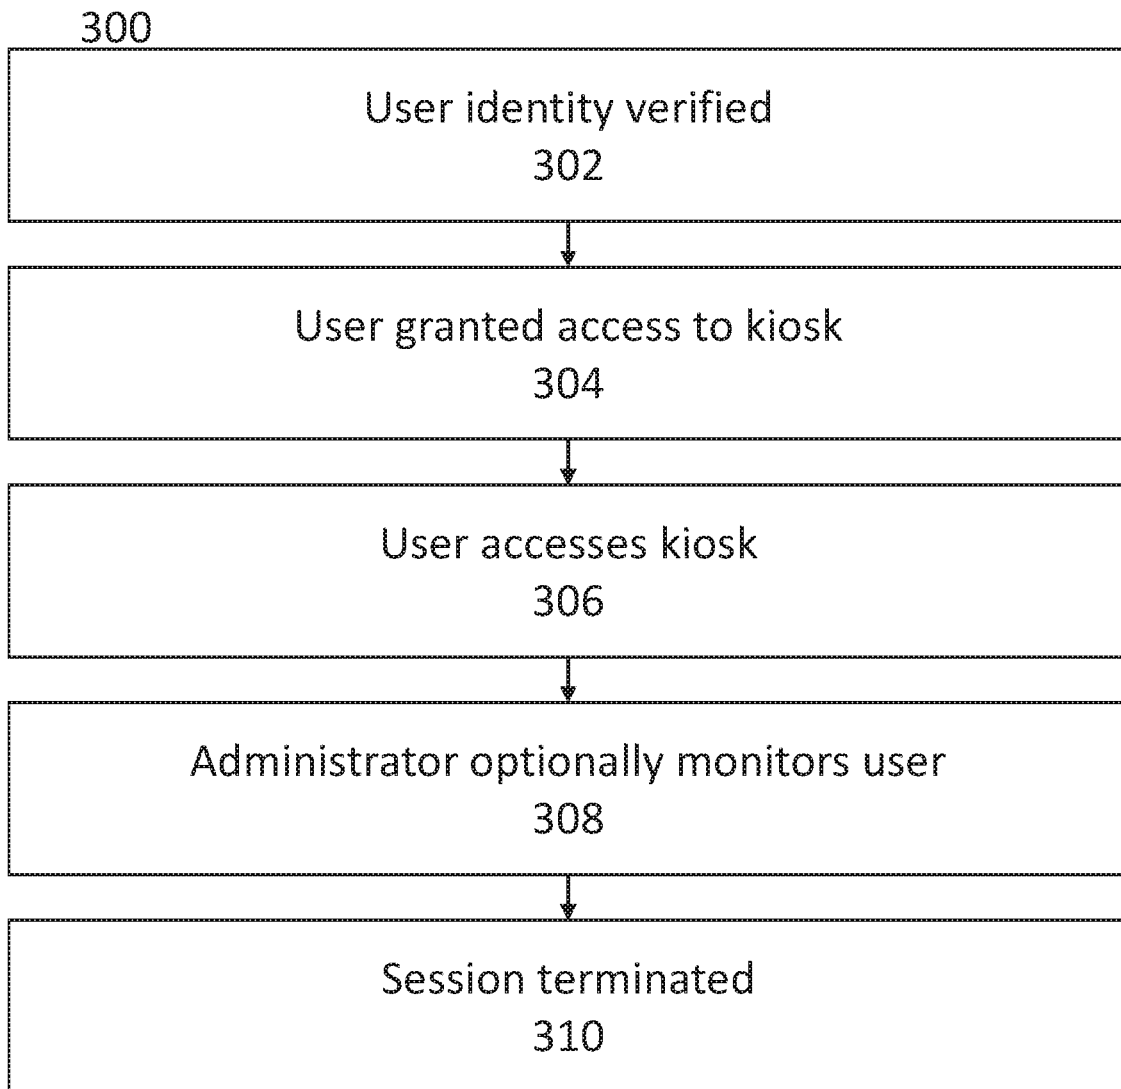 300
User identity verified
302
User granted access to kiosk
304
User accesses kiosk
306
Administrator optionally monitors user
308
Session terminated
310